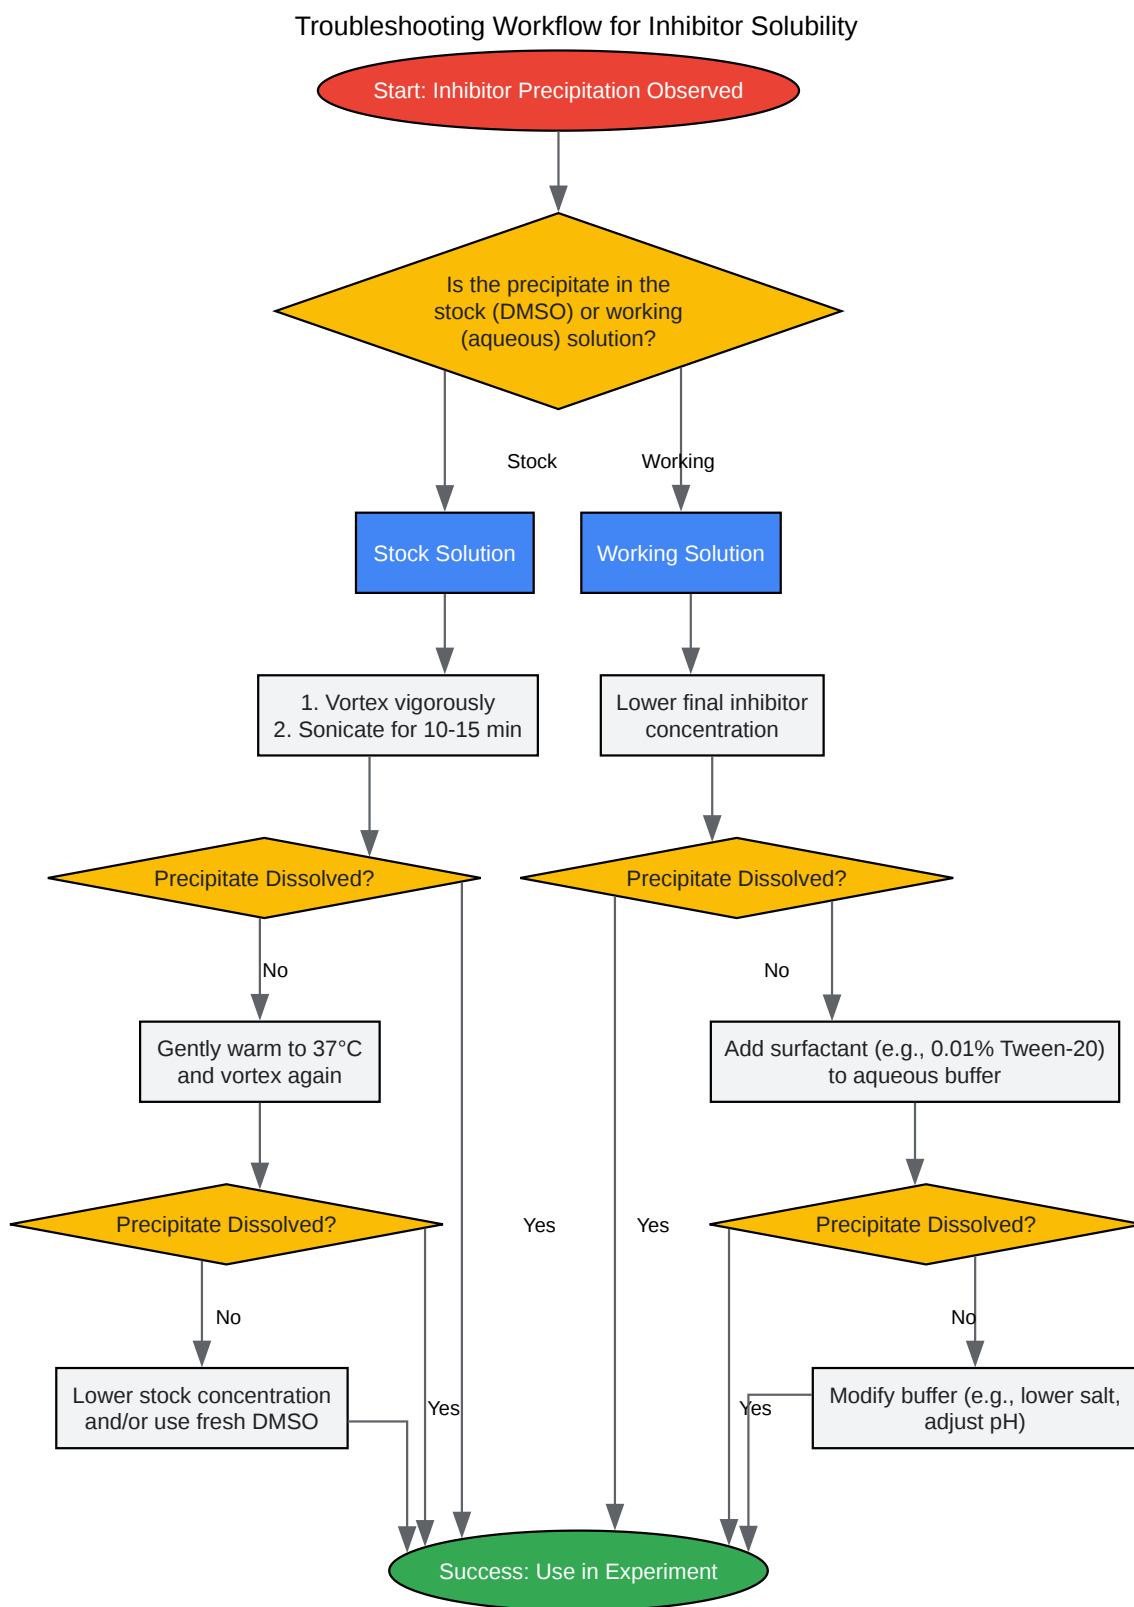 Troubleshooting Workflow for Inhibitor Solubility
Start: Inhibitor Precipitation Observed
Is the precipitate in the
stock (DMSO) or working
(aqueous) solution?
Stock
Working
Stock Solution
Working Solution
1. Vortex vigorously
2. Sonicate for 10-15 min
Lower final inhibitor
concentration
Precipitate Dissolved?
Precipitate Dissolved?
No
No
Gently warm to 37°C
and vortex again
Add surfactant (e.g., 0.01% Tween-20)
to aqueous buffer
Precipitate Dissolved?
Yes
Yes
Precipitate Dissolved?
No
No
Lower stock concentration
and/or use fresh DMSO
Yes
Yes
Modify buffer (e.g., lower salt,
adjust pH)
Success: Use in Experiment